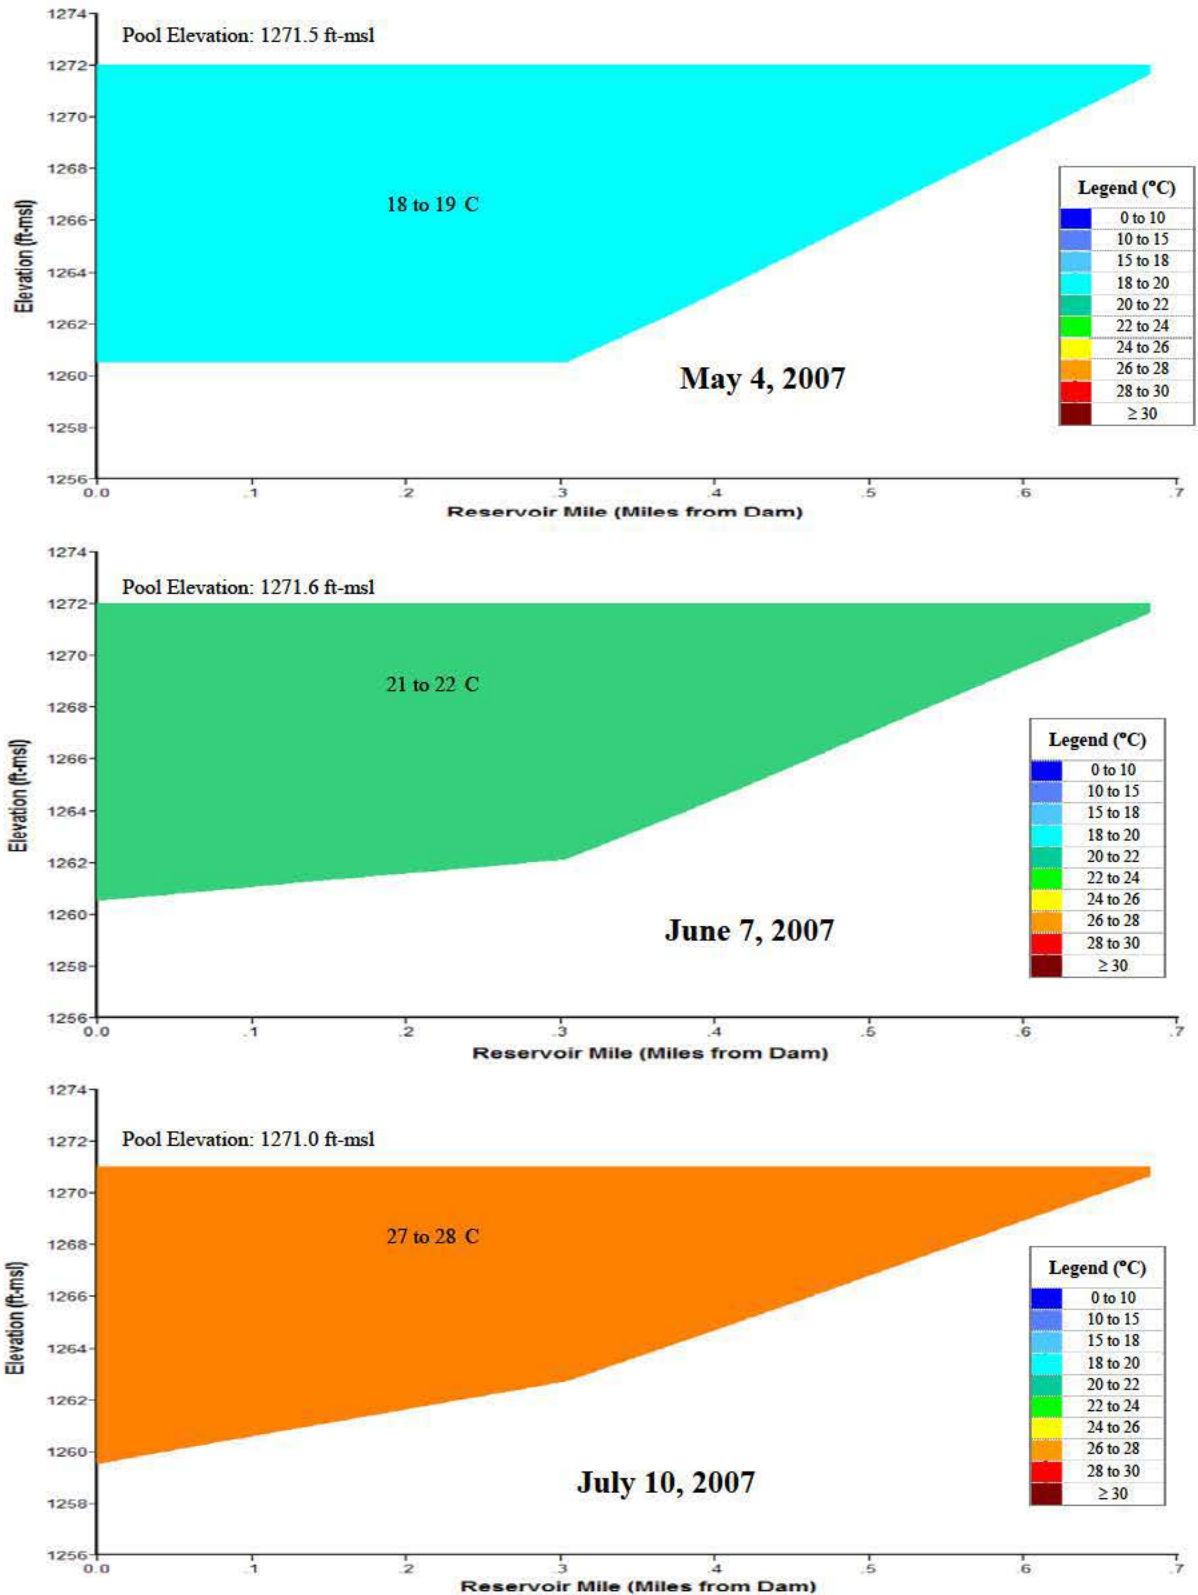 1274
Pool Elevation: 1271.5 ft-msl
1272
1270
1268
1266
1264
1262
1260
1258
1256
Elevation (ft-msl)
18 to 19 C
May 4, 2007
Legend (°C)
0 to 10
10 to 15
15 to 18
18 to 20
20 to 22
22 to 24
24 to 26
26 to 28
28 to 30
≥ 30
0.0 .1 .2 .3 .4 .5 .6 .7
Reservoir Mile (Miles from Dam)
1274
Pool Elevation: 1271.6 ft-msl
1272
1270
1268
1266
1264
1262
1260
1258
1256
Elevation (ft-msl)
21 to 22 C
June 7, 2007
Legend (°C)
0 to 10
10 to 15
15 to 18
18 to 20
20 to 22
22 to 24
24 to 26
26 to 28
28 to 30
≥ 30
0.0 .1 .2 .3 .4 .5 .6 .7
Reservoir Mile (Miles from Dam)
1274
Pool Elevation: 1271.0 ft-msl
1272
1270
1268
1266
1264
1262
1260
1258
1256
Elevation (ft-msl)
27 to 28 C
July 10, 2007
Legend (°C)
0 to 10
10 to 15
15 to 18
18 to 20
20 to 22
22 to 24
24 to 26
26 to 28
28 to 30
≥ 30
0.0 .1 .2 .3 .4 .5 .6 .7
Reservoir Mile (Miles from Dam)